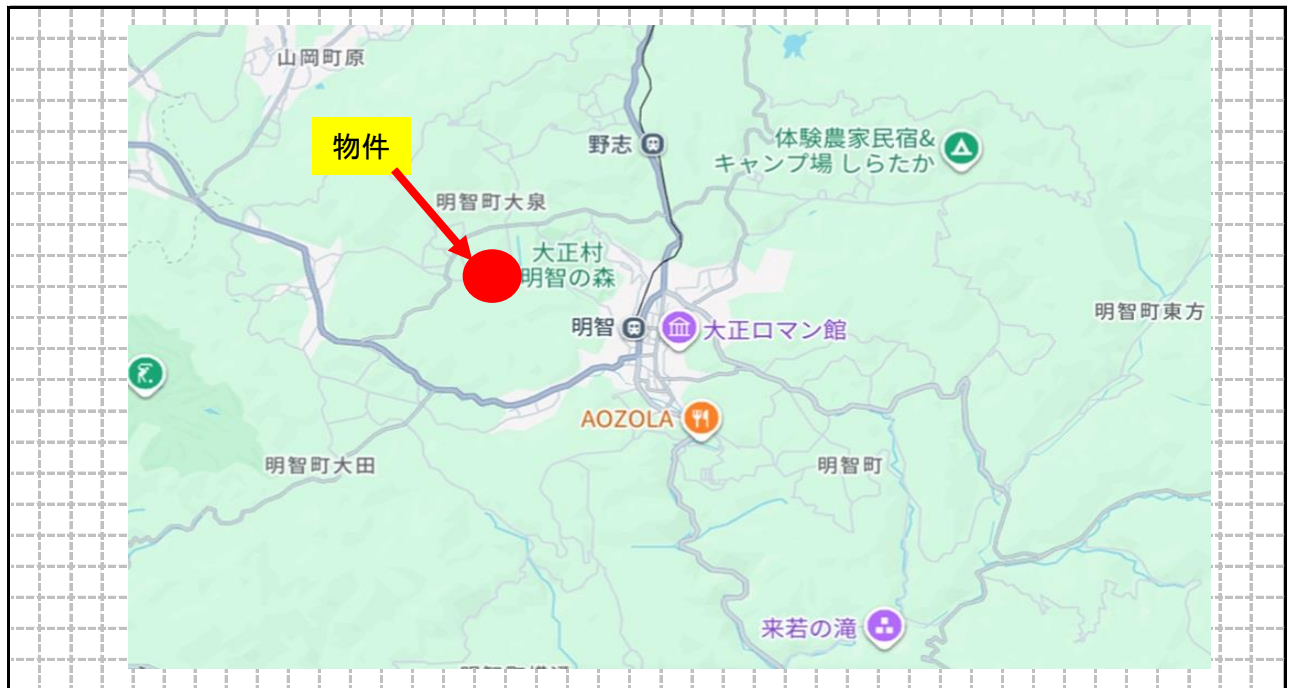 山岡町原
物件
野志
体験農家民宿&
キャンプ場 しらたか
明智町大泉
大正村
明智の森
明智町東方
明智
大正ロマン館
AOZOLA
明智町大田
明智町
来若の滝